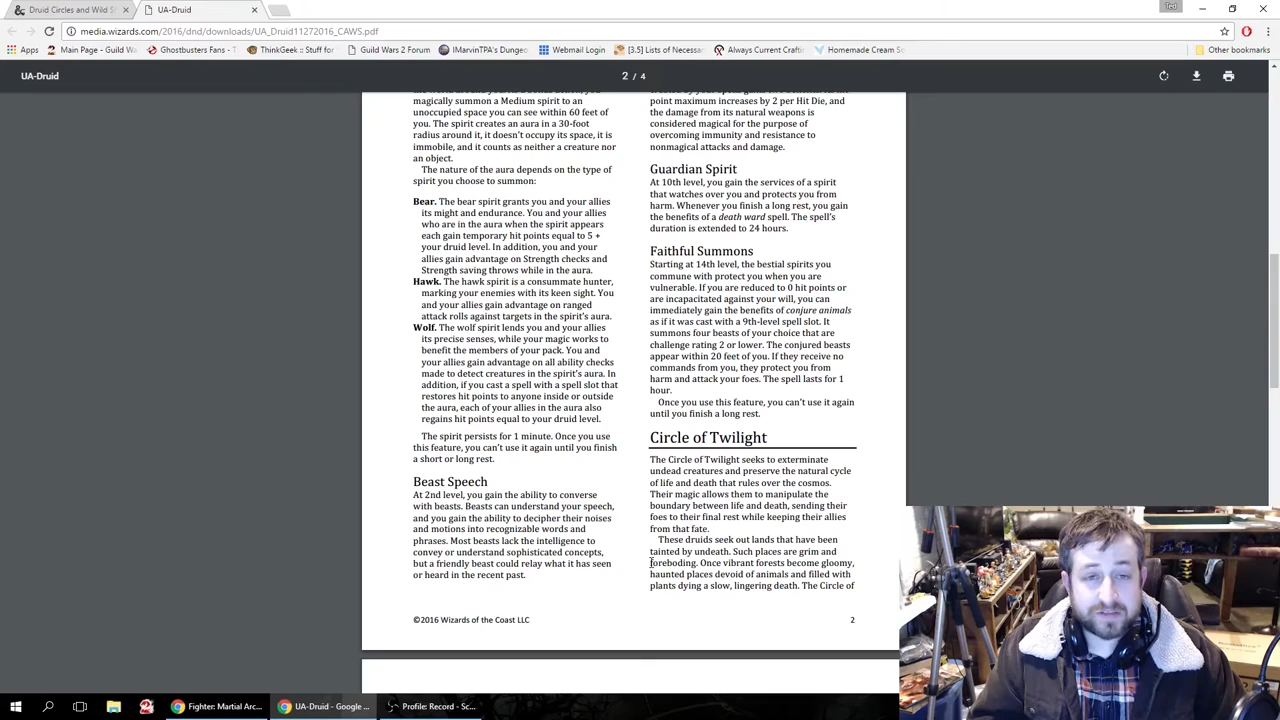 Druid Circles and Wild S
UA-Druid
Ted
media.wizards.com/2016/dnd/downloads/UA_Druid11272016_CAWS.pdf
Apps
Main Page - Guild Wa
Ghostbusters Fans - T
ThinkGeek :: Stuff for
Guild Wars 2 Forum
IMarvinTPA's Dungeo
Webmail Login
[3.5] Lists of Necessar
Always Current Crafti
Homemade Cream So
Other bookmarks
UA-Druid
2 / 4
magically summon a Medium spirit to an
unoccupied space you can see within 60 feet of
you. The spirit creates an aura in a 30-foot
radius around it, it doesn't occupy its space, it is
immobile, and it counts as neither a creature nor
an object.
The nature of the aura depends on the type of
spirit you choose to summon:
Bear. The bear spirit grants you and your allies
its might and endurance. You and your allies
who are in the aura when the spirit appears
each gain temporary hit points equal to 5 +
your druid level. In addition, you and your
allies gain advantage on Strength checks and
Strength saving throws while in the aura.
Hawk. The hawk spirit is a consummate hunter,
marking your enemies with its keen sight. You
and your allies gain advantage on ranged
attack rolls against targets in the spirit's aura.
Wolf. The wolf spirit lends you and your allies
its precise senses, while your magic works to
benefit the members of your pack. You and
your allies gain advantage on all ability checks
made to detect creatures in the spirit's aura. In
addition, if you cast a spell with a spell slot that
restores hit points to anyone inside or outside
the aura, each of your allies in the aura also
regains hit points equal to your druid level.
The spirit persists for 1 minute. Once you use
this feature, you can't use it again until you finish
a short or long rest.
Beast Speech
At 2nd level, you gain the ability to converse
with beasts. Beasts can understand your speech,
and you gain the ability to decipher their noises
and motions into recognizable words and
phrases. Most beasts lack the intelligence to
convey or understand sophisticated concepts,
but a friendly beast could relay what it has seen
or heard in the recent past.
point maximum increases by 2 per Hit Die, and
the damage from its natural weapons is
considered magical for the purpose of
overcoming immunity and resistance to
nonmagical attacks and damage.
Guardian Spirit
At 10th level, you gain the services of a spirit
that watches over you and protects you from
harm. Whenever you finish a long rest, you gain
the benefits of a death ward spell. The spell's
duration is extended to 24 hours.
Faithful Summons
Starting at 14th level, the bestial spirits you
commune with protect you when you are
vulnerable. If you are reduced to 0 hit points or
are incapacitated against your will, you can
immediately gain the benefits of conjure animals
as if it was cast with a 9th-level spell slot. It
summons four beasts of your choice that are
challenge rating 2 or lower. The conjured beasts
appear within 20 feet of you. If they receive no
commands from you, they protect you from
harm and attack your foes. The spell lasts for 1
hour.
Once you use this feature, you can't use it again
until you finish a long rest.
Circle of Twilight
The Circle of Twilight seeks to exterminate
undead creatures and preserve the natural cycle
of life and death that rules over the cosmos.
Their magic allows them to manipulate the
boundary between life and death, sending their
foes to their final rest while keeping their allies
from that fate.
These druids seek out lands that have been
tainted by undeath. Such places are grim and
foreboding. Once vibrant forests become gloomy,
haunted places devoid of animals and filled with
plants dying a slow, lingering death. The Circle of
©2016 Wizards of the Coast LLC
2
Fighter: Martial Arc...
UA-Druid - Google ...
Profile: Record - Sc...